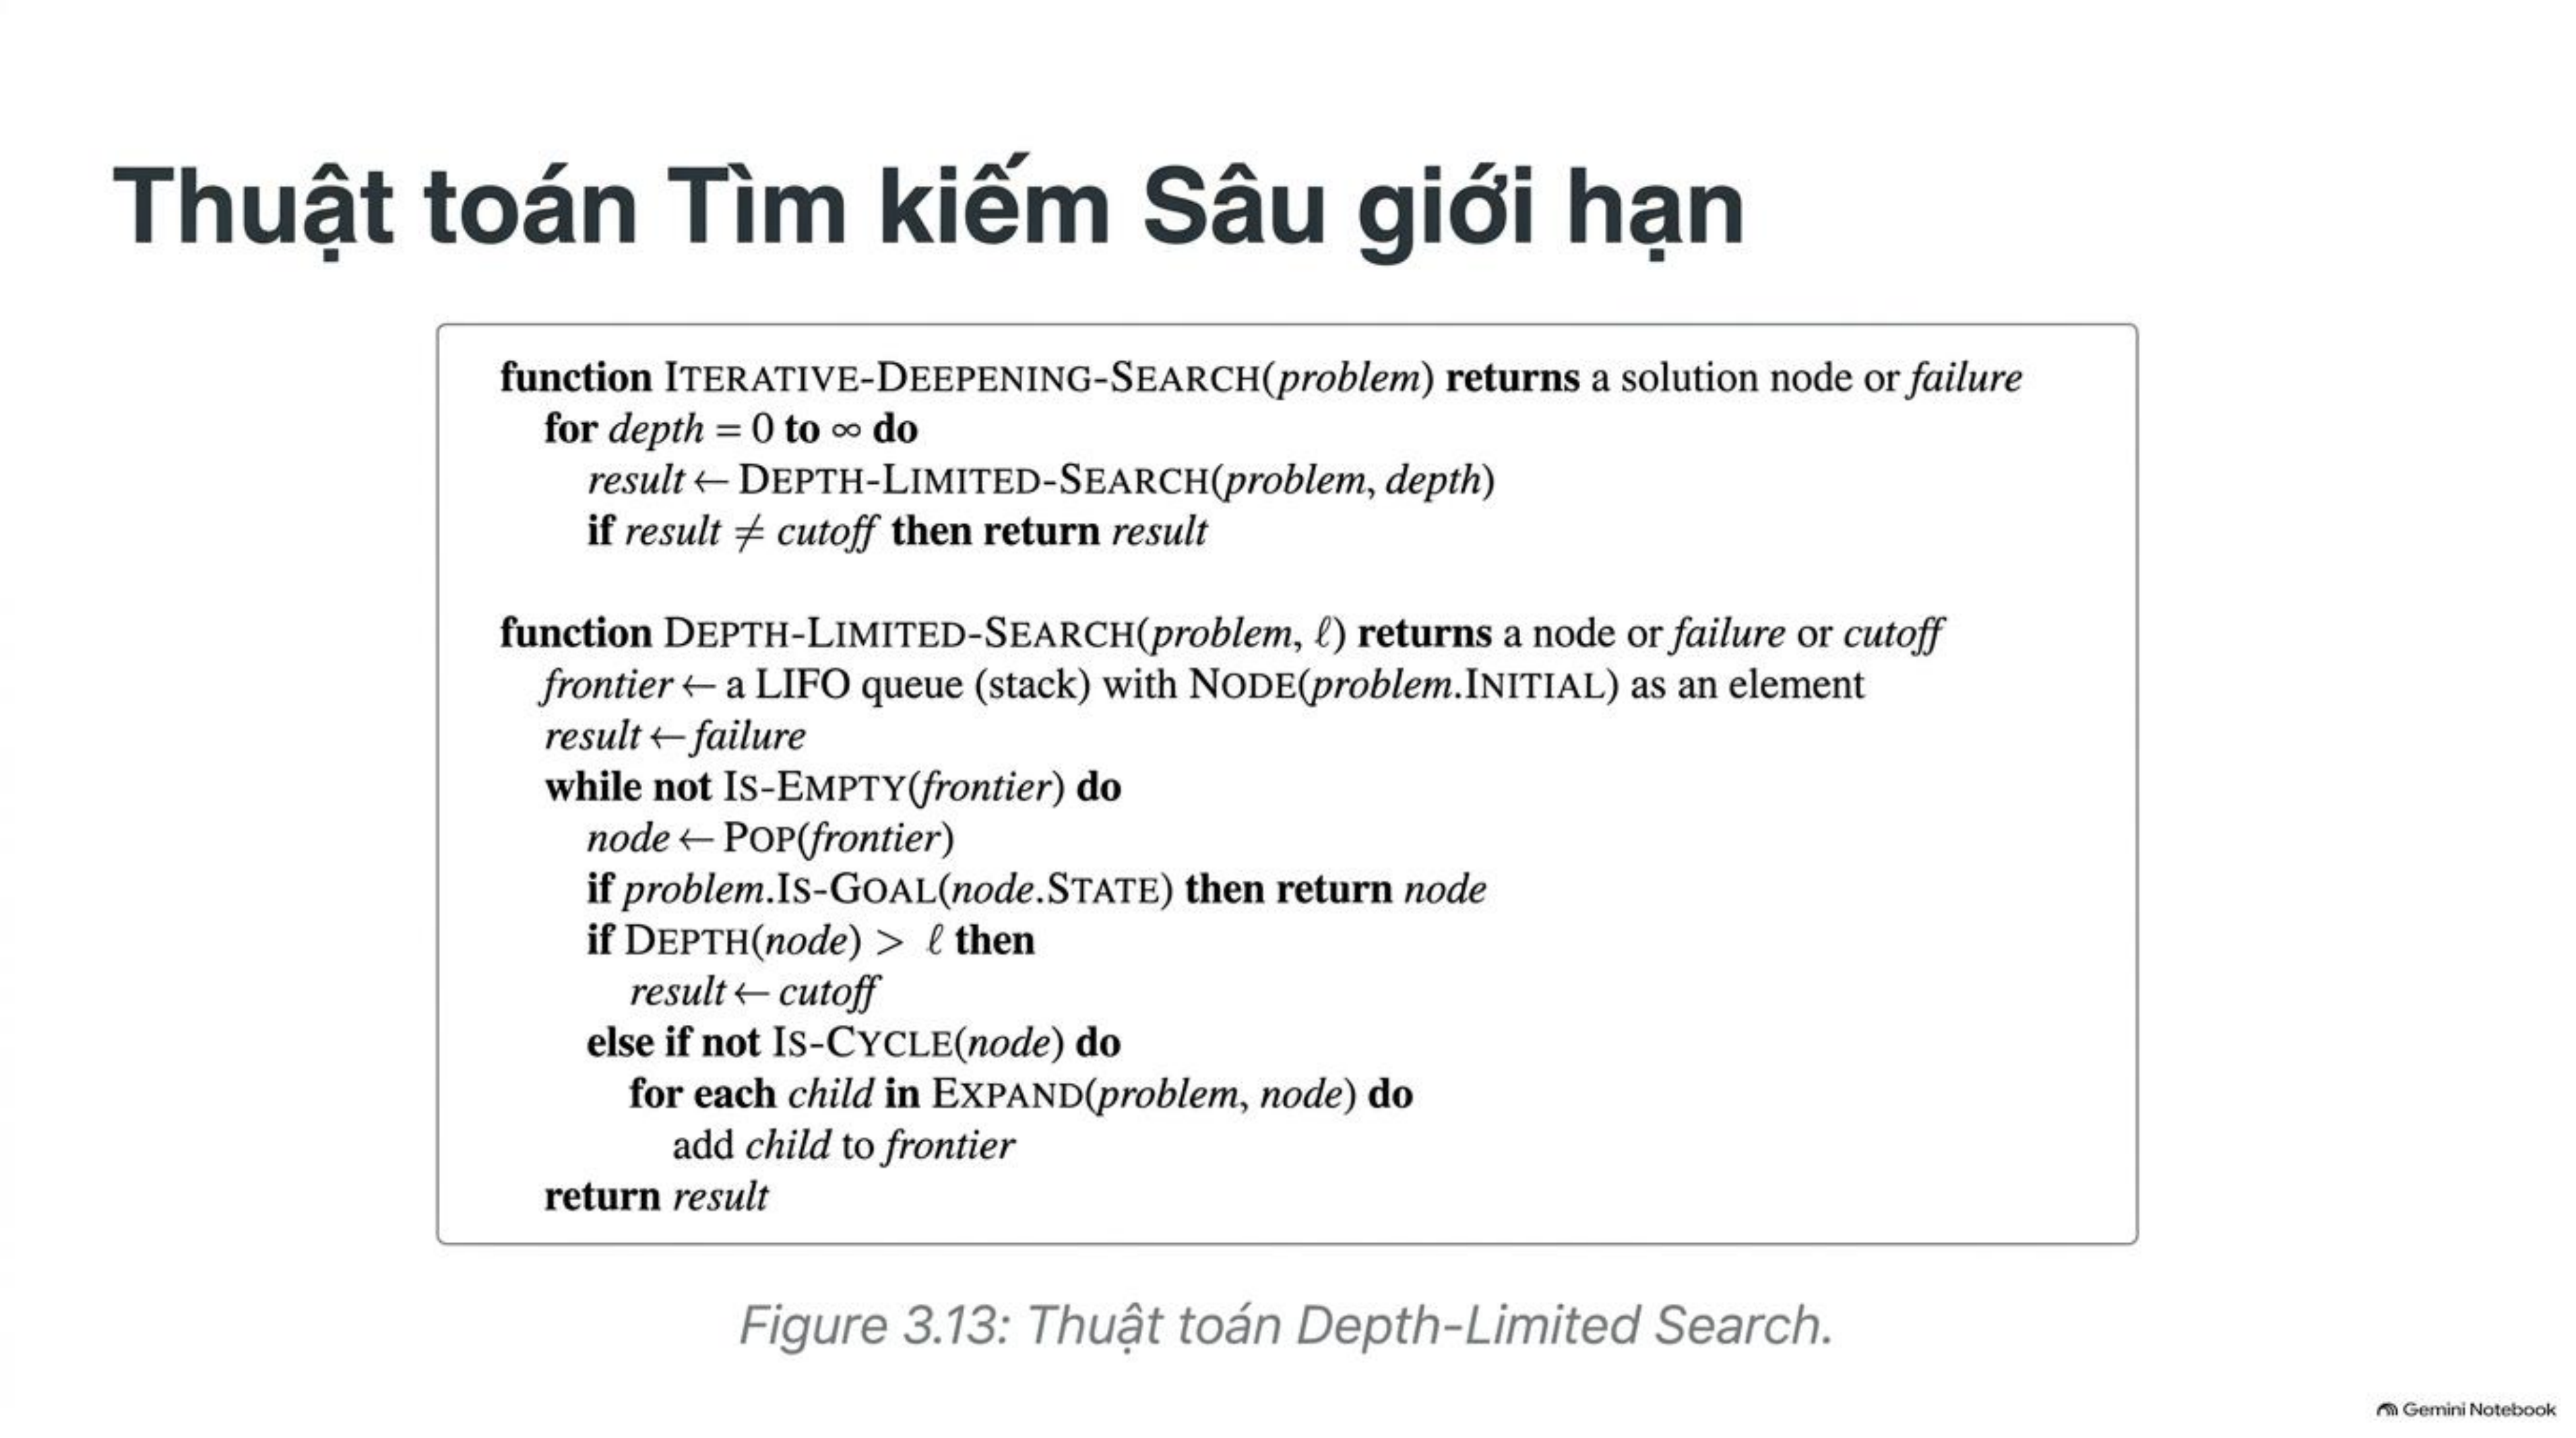 Thuật toán Tìm kiếm Sâu giới hạn
function ITERATIVE-DEEPENING-SEARCH(problem) returns a solution node or failure
for depth = 0 to ∞ do
result ← DEPTH-LIMITED-SEARCH(problem, depth)
if result ≠ cutoff then return result
function DEPTH-LIMITED-SEARCH(problem, ℓ) returns a node or failure or cutoff
frontier ← a LIFO queue (stack) with NODE(problem.INITIAL) as an element
result ← failure
while not IS-EMPTY(frontier) do
node ← POP(frontier)
if problem.IS-GOAL(node.STATE) then return node
if DEPTH(node) > ℓ then
result ← cutoff
else if not IS-CYCLE(node) do
for each child in EXPAND(problem, node) do
add child to frontier
return result
Figure 3.13: Thuật toán Depth-Limited Search.
Gemini Notebook